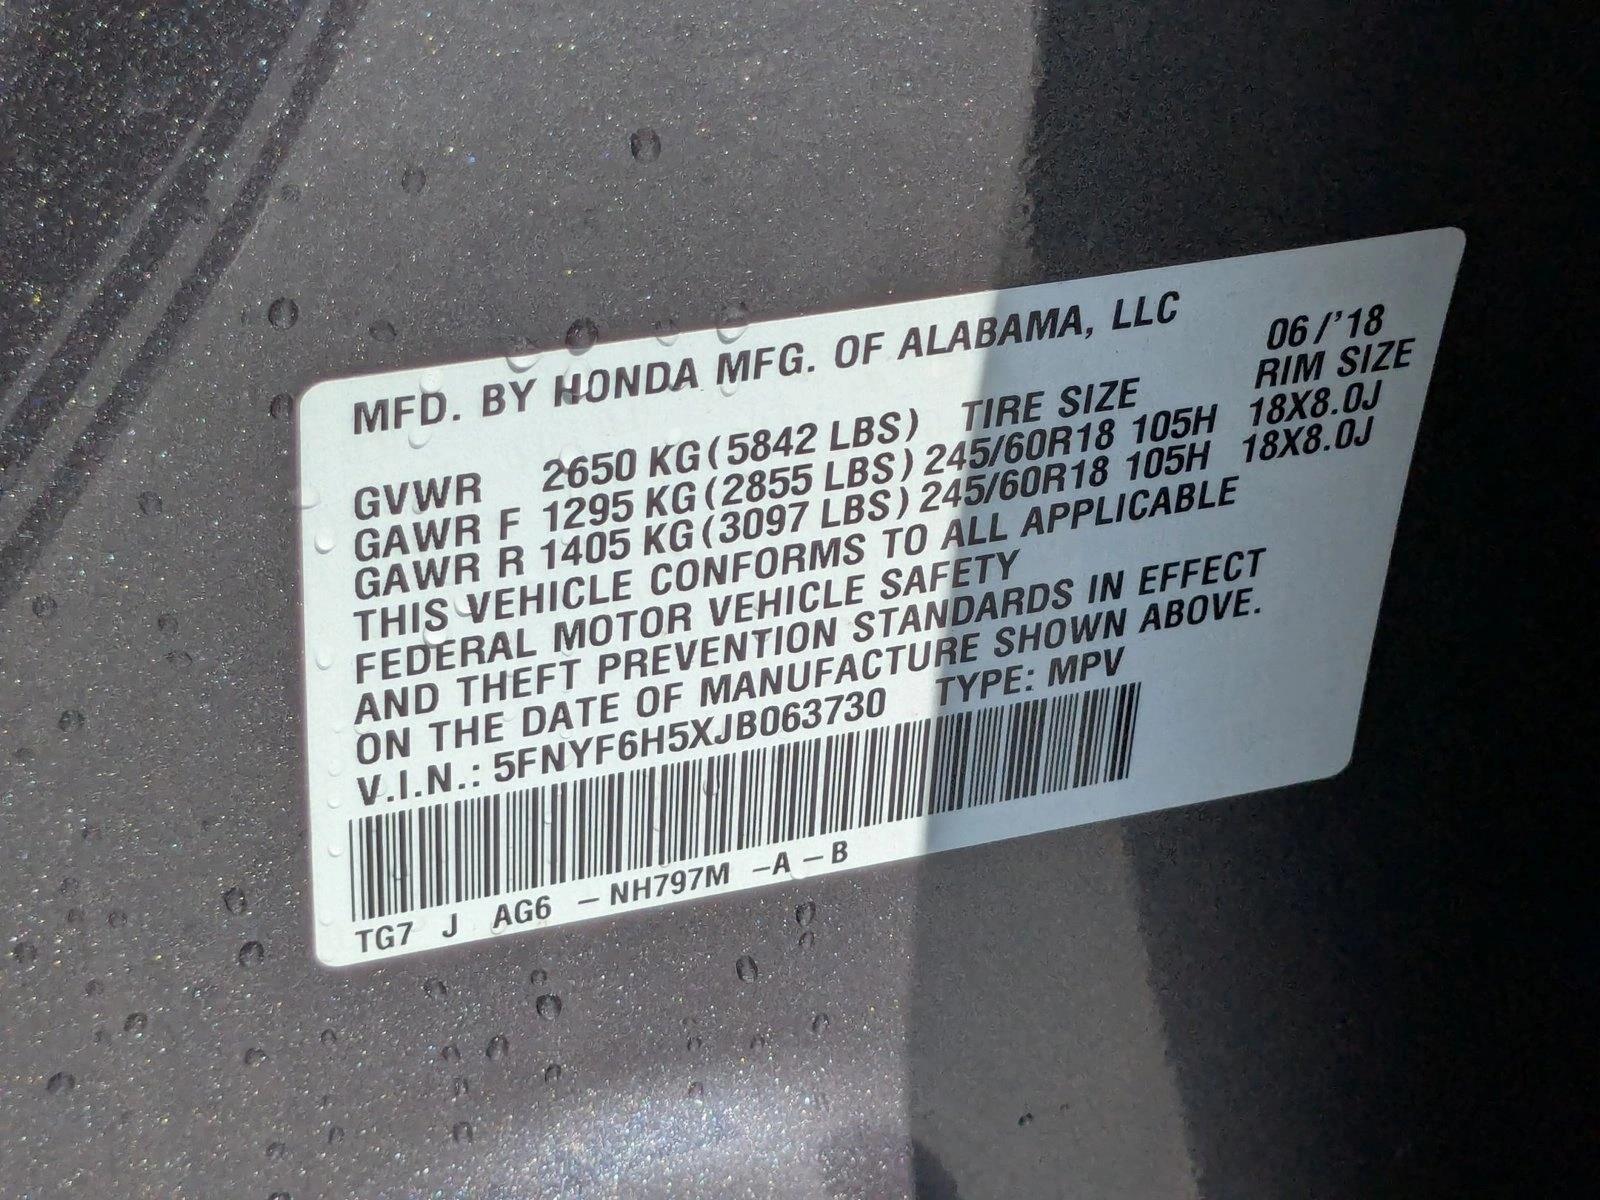 MFD. BY HONDA MFG. OF ALABAMA, LLC
06/'18
TIRE SIZE RIM SIZE
GVWR 2650 KG (5842 LBS)
GAWR F 1295 KG (2855 LBS) 245/60R18 105H 18X8.0J
GAWR R 1405 KG (3097 LBS) 245/60R18 105H 18X8.0J
THIS VEHICLE CONFORMS TO ALL APPLICABLE
FEDERAL MOTOR VEHICLE SAFETY
AND THEFT PREVENTION STANDARDS IN EFFECT
ON THE DATE OF MANUFACTURE SHOWN ABOVE.
V.I.N.: 5FNYF6H5XJB063730 TYPE: MPV
TG7 J AG6 – NH797M –A – B